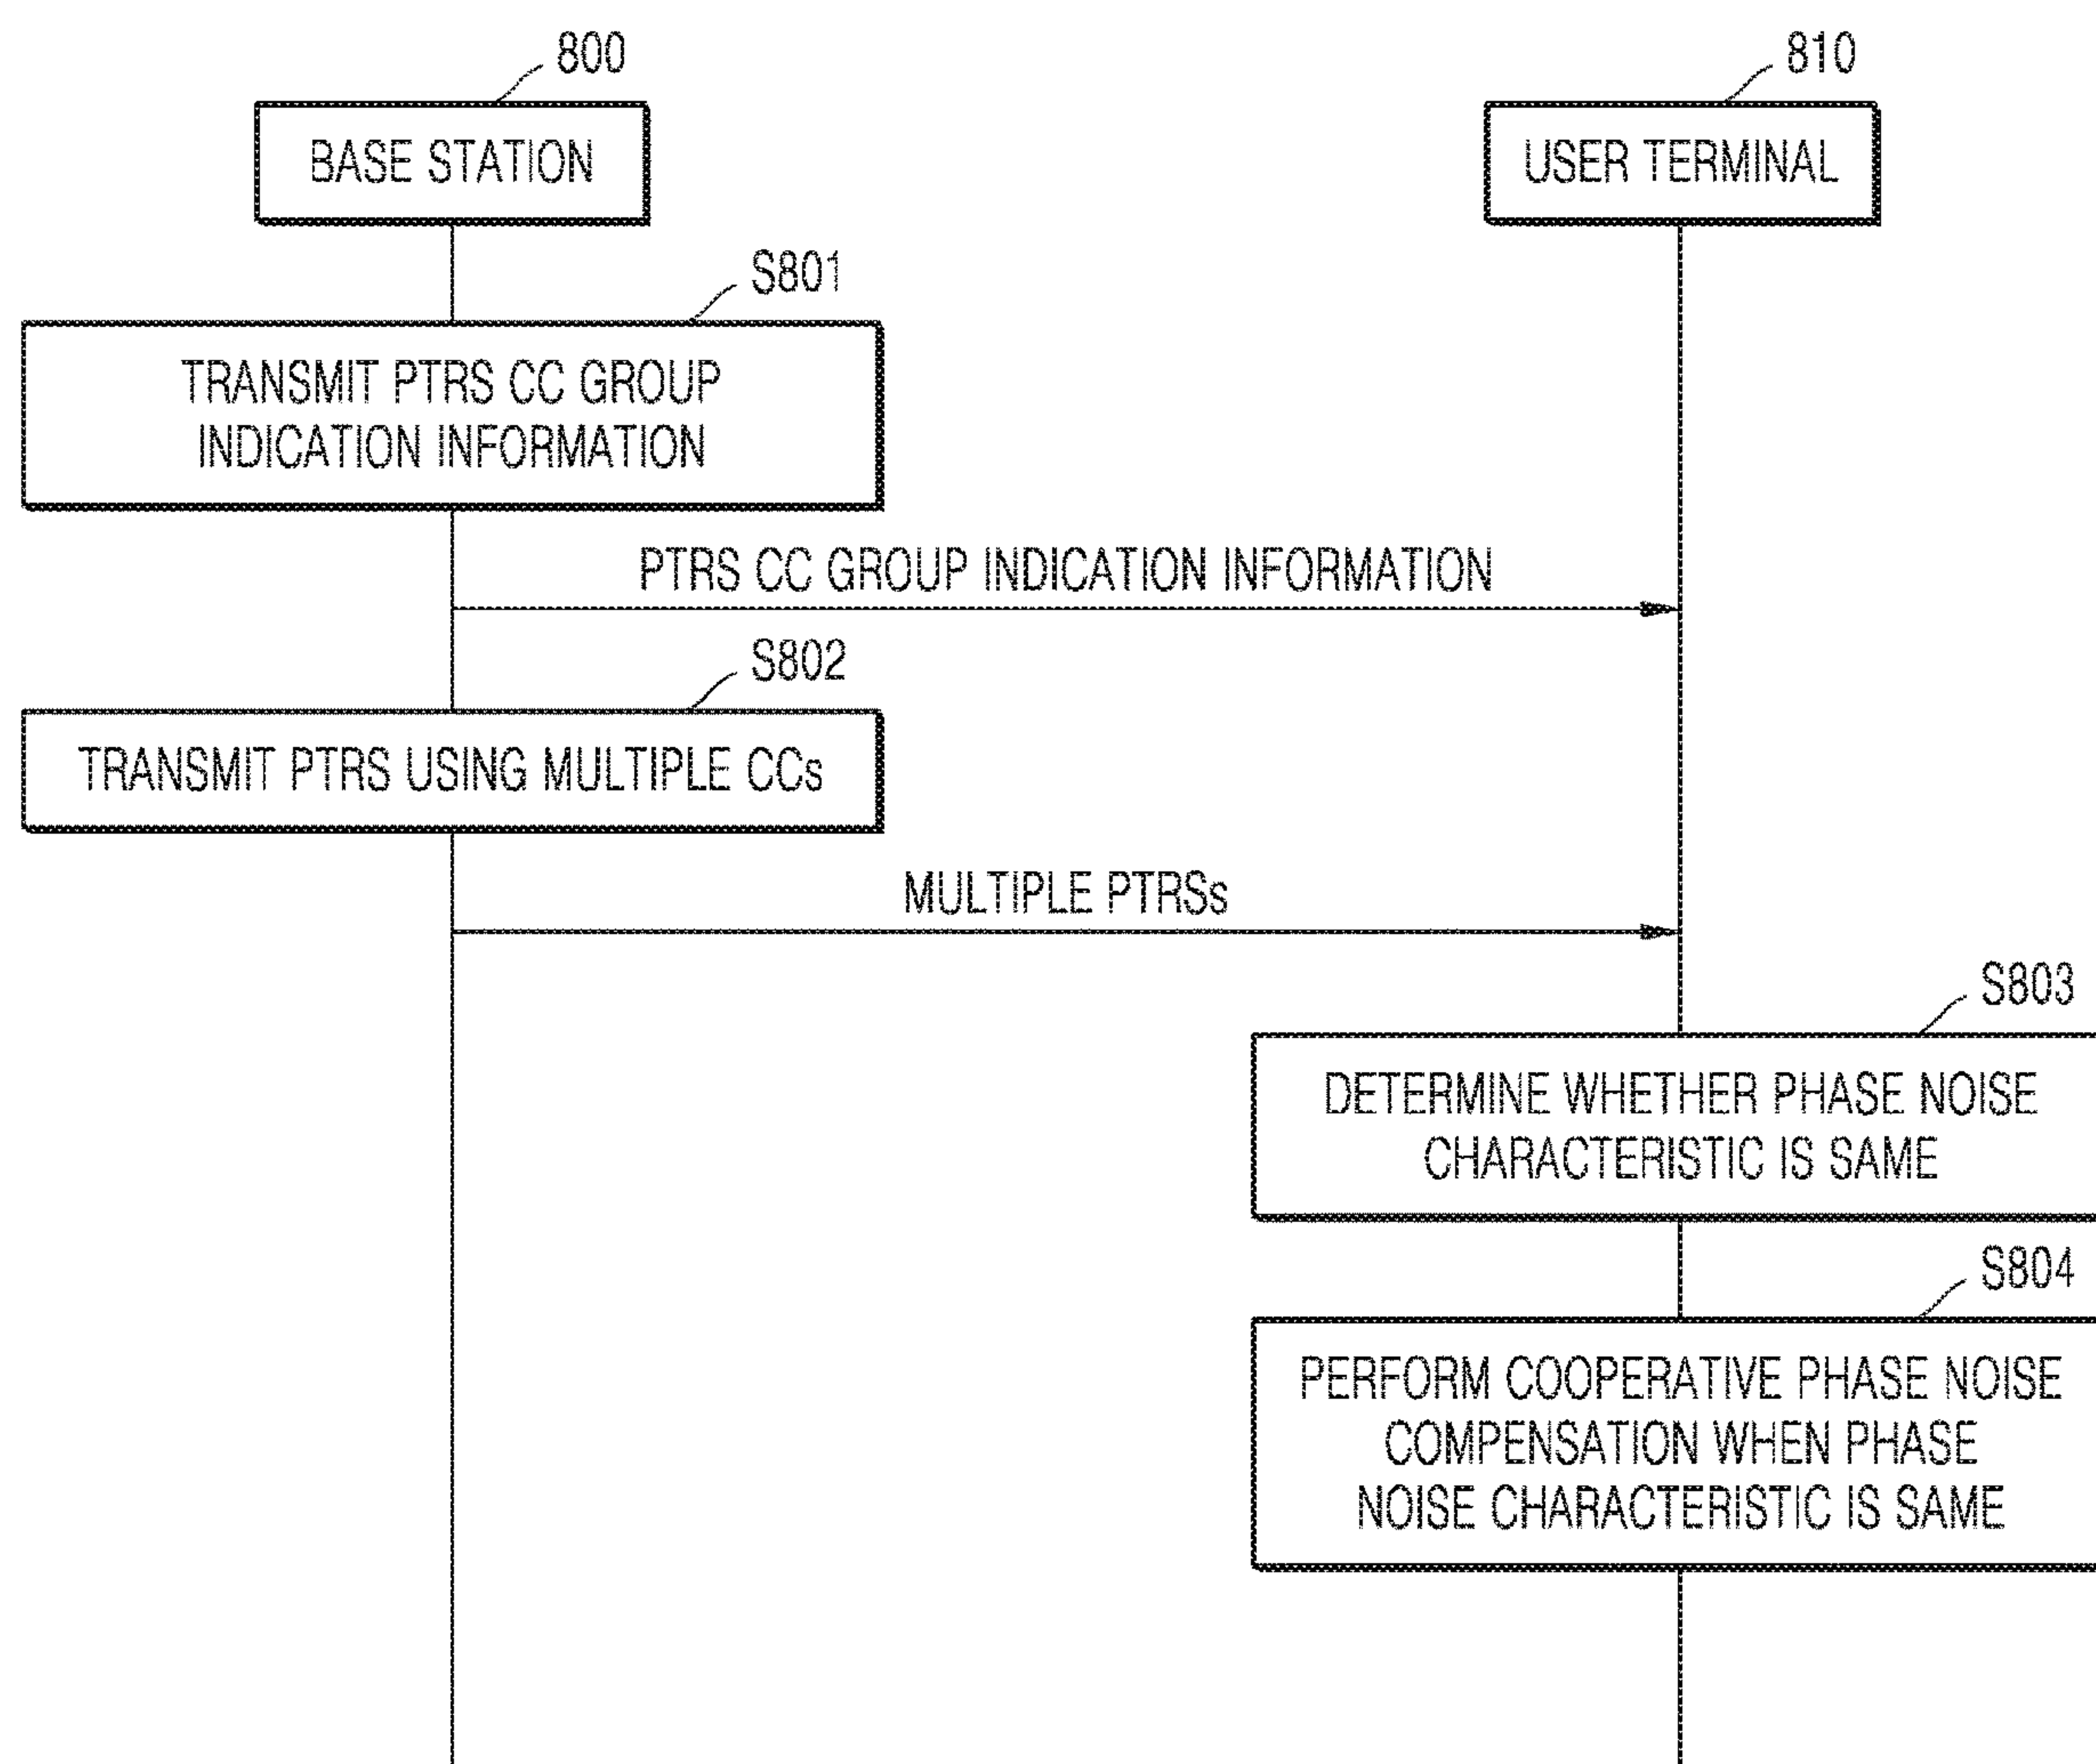 800
810
BASE STATION
USER TERMINAL
S801
TRANSMIT PTRS CC GROUP
INDICATION INFORMATION
PTRS CC GROUP INDICATION INFORMATION
S802
TRANSMIT PTRS USING MULTIPLE CCs
MULTIPLE PTRSs
S803
DETERMINE WHETHER PHASE NOISE
CHARACTERISTIC IS SAME
S804
PERFORM COOPERATIVE PHASE NOISE
COMPENSATION WHEN PHASE
NOISE CHARACTERISTIC IS SAME